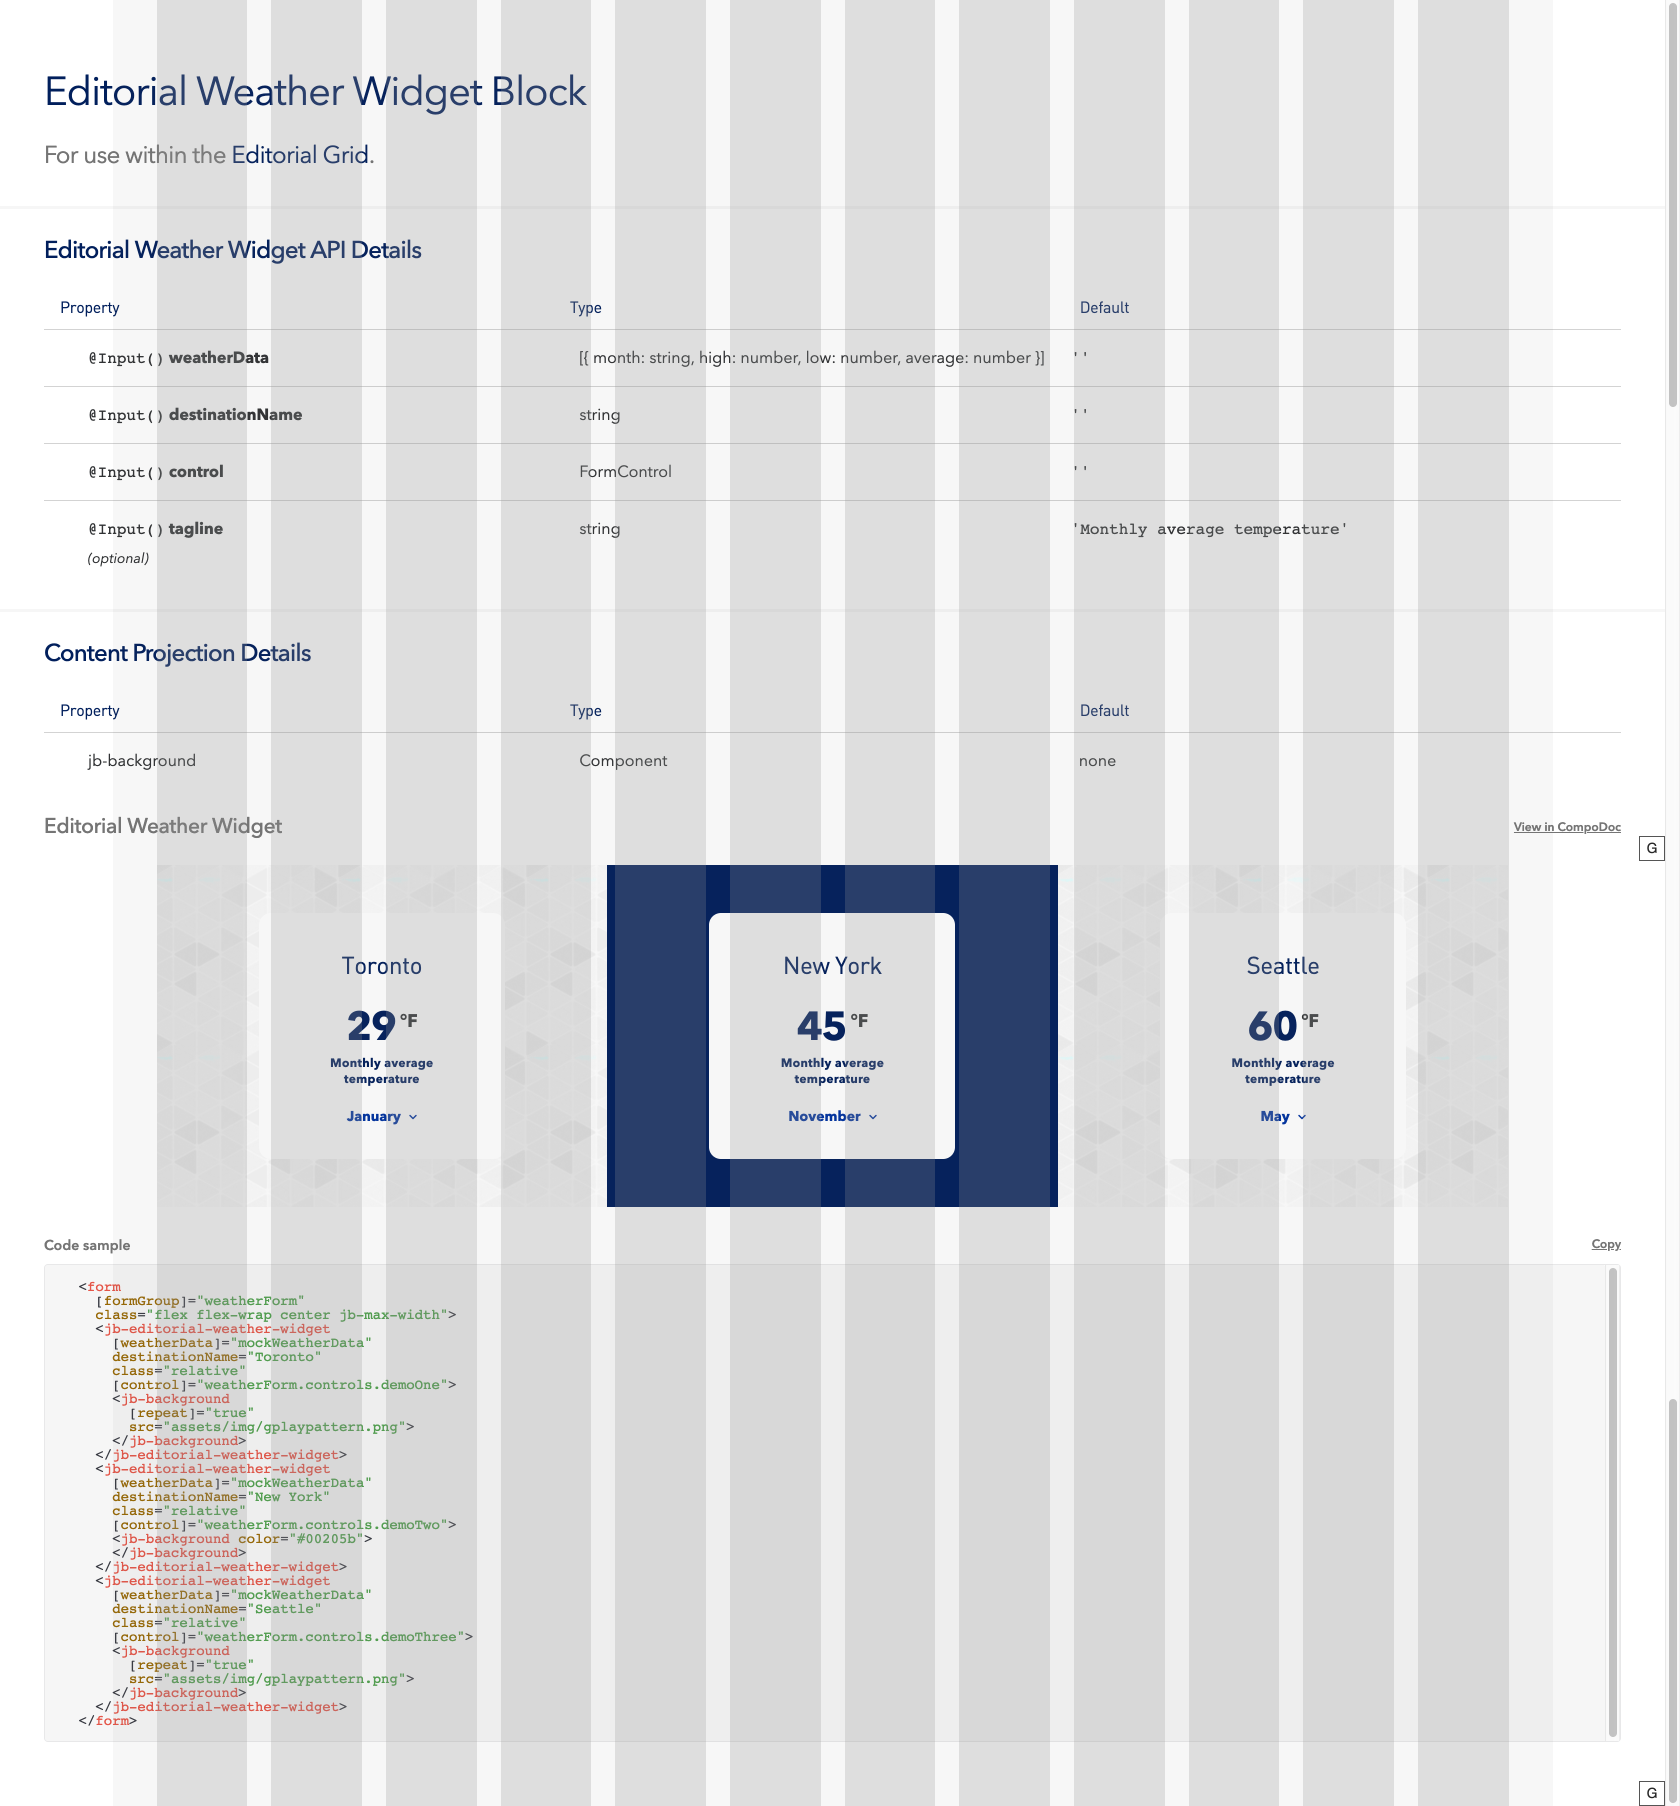 Editorial Weather Widget Block
For use within the Editorial Grid.
Editorial Weather Widget API Details
Property Type Default
@Input() weatherData [{ month: string, high: number, low: number, average: number }] ''
@Input() destinationName string ''
@Input() control FormControl ''
@Input() tagline string 'Monthly average temperature'
(optional)
Content Projection Details
Property Type Default
jb-background Component none
Editorial Weather Widget View in CompoDoc
G
Toronto
29 °F
Monthly average
temperature
January
New York
45 °F
Monthly average
temperature
November
Seattle
60 °F
Monthly average
temperature
May
Code sample Copy
<form
[formGroup]="weatherForm"
class="flex flex-wrap center jb-max-width">
<jb-editorial-weather-widget
[weatherData]="mockWeatherData"
destinationName="Toronto"
class="relative"
[control]="weatherForm.controls.demoOne">
<jb-background
[repeat]="true"
src="assets/img/gplaypattern.png">
</jb-background>
</jb-editorial-weather-widget>
<jb-editorial-weather-widget
[weatherData]="mockWeatherData"
destinationName="New York"
class="relative"
[control]="weatherForm.controls.demoTwo">
<jb-background color="#00205b">
</jb-background>
</jb-editorial-weather-widget>
<jb-editorial-weather-widget
[weatherData]="mockWeatherData"
destinationName="Seattle"
class="relative"
[control]="weatherForm.controls.demoThree">
<jb-background
[repeat]="true"
src="assets/img/gplaypattern.png">
</jb-background>
</jb-editorial-weather-widget>
</form>
G